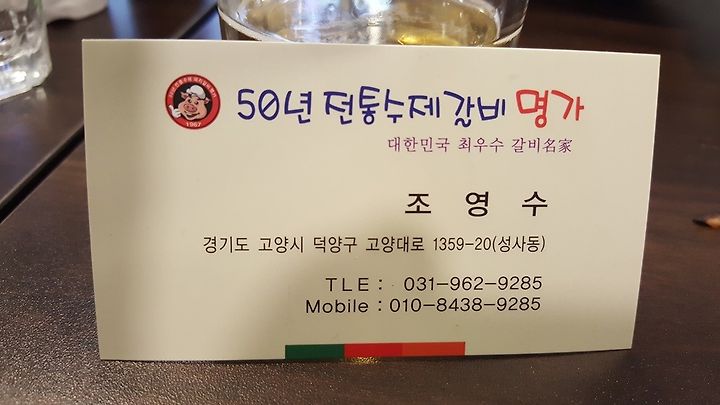 50년 전통수제갈비 명가
대한민국 최우수 갈비名家
조 영 수
경기도 고양시 덕양구 고양대로 1359-20(성사동)
TLE : 031-962-9285
Mobile : 010-8438-9285
1967